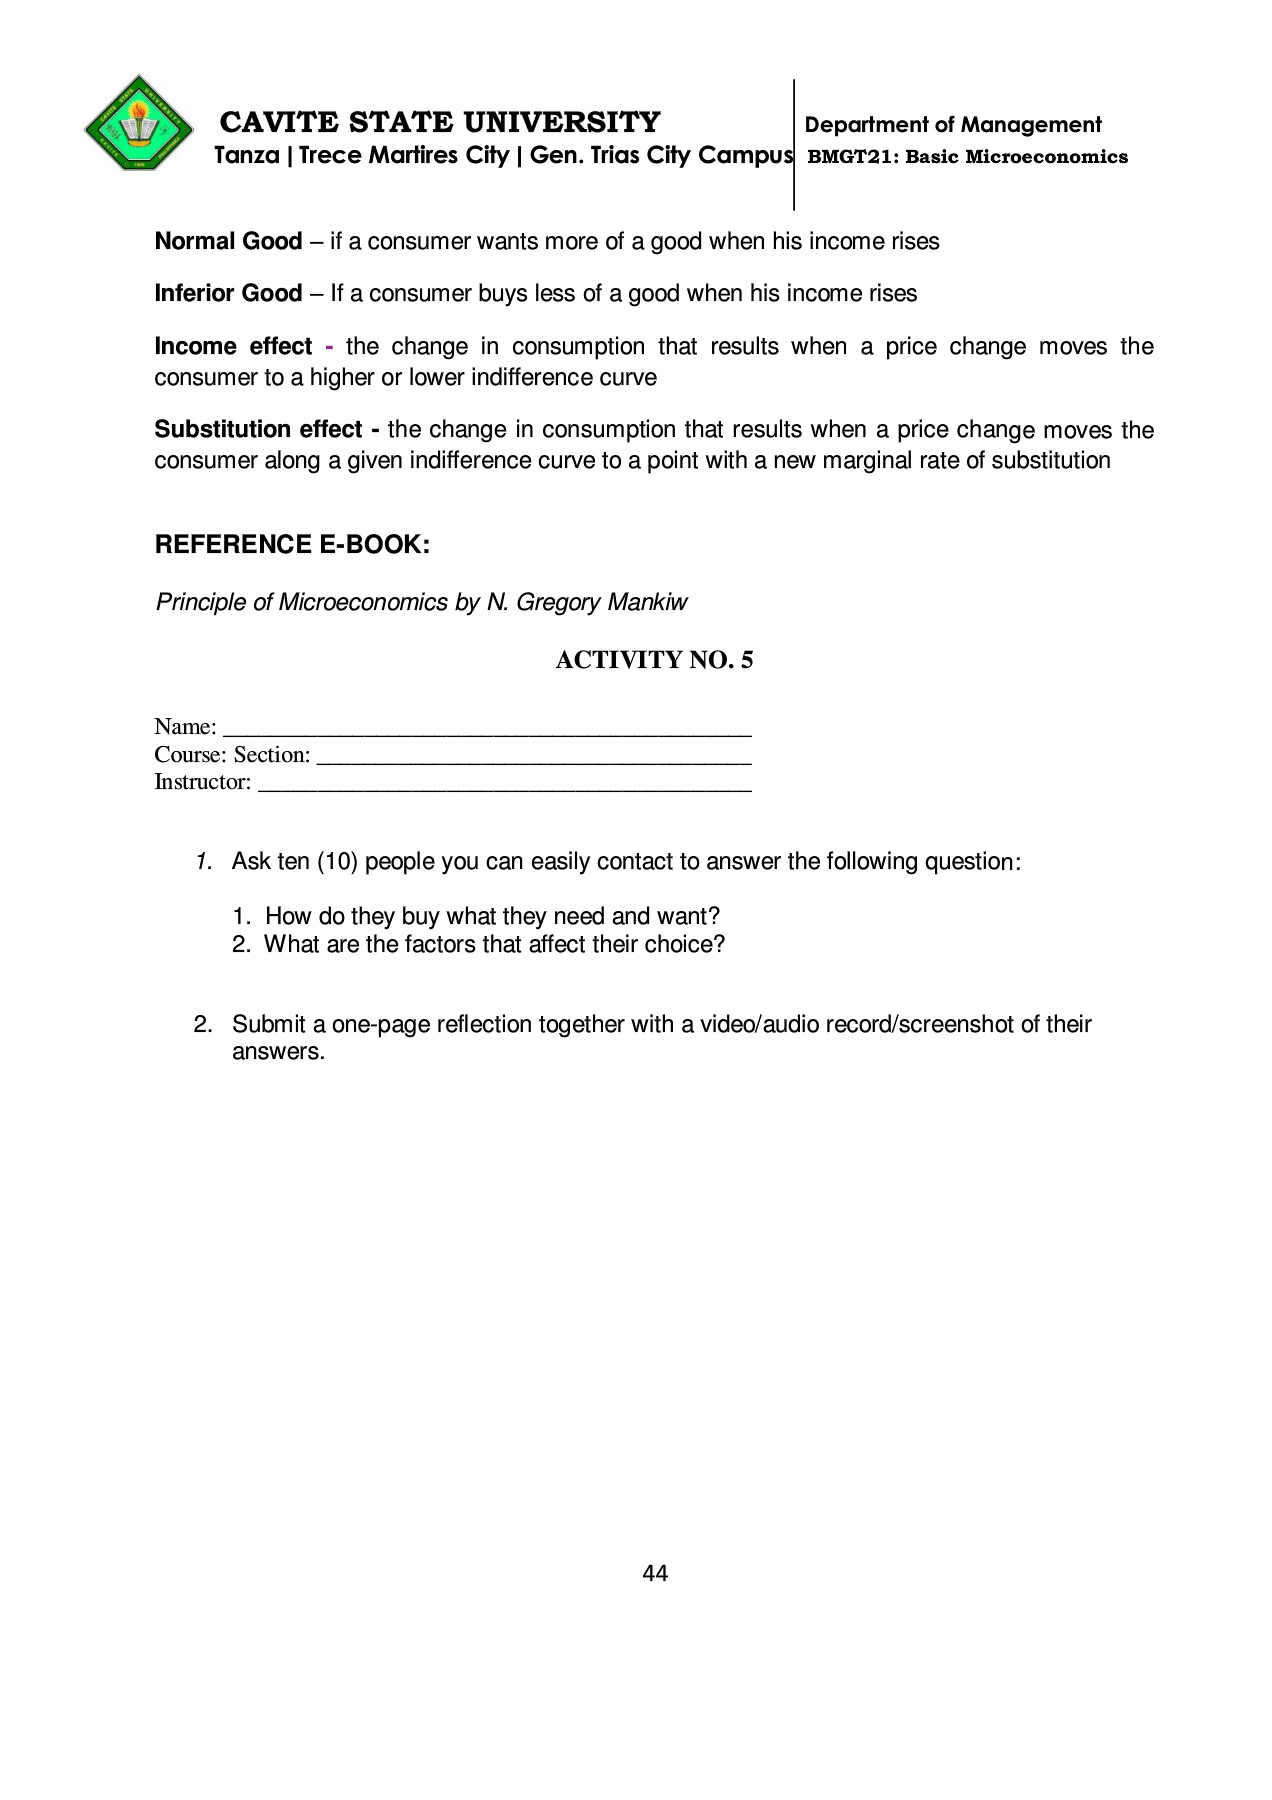 CAVITE STATE UNIVERSITY
Tanza | Trece Martires City | Gen. Trias City Campus
Department of Management
BMGT21: Basic Microeconomics
Normal Good – if a consumer wants more of a good when his income rises
Inferior Good – If a consumer buys less of a good when his income rises
Income effect - the change in consumption that results when a price change moves the
consumer to a higher or lower indifference curve
Substitution effect - the change in consumption that results when a price change moves the
consumer along a given indifference curve to a point with a new marginal rate of substitution
REFERENCE E-BOOK:
Principle of Microeconomics by N. Gregory Mankiw
ACTIVITY NO. 5
Name: ____________________________________________
Course: Section: ____________________________________
Instructor: _________________________________________
1. Ask ten (10) people you can easily contact to answer the following question:
1. How do they buy what they need and want?
2. What are the factors that affect their choice?
2. Submit a one-page reflection together with a video/audio record/screenshot of their
answers.
44